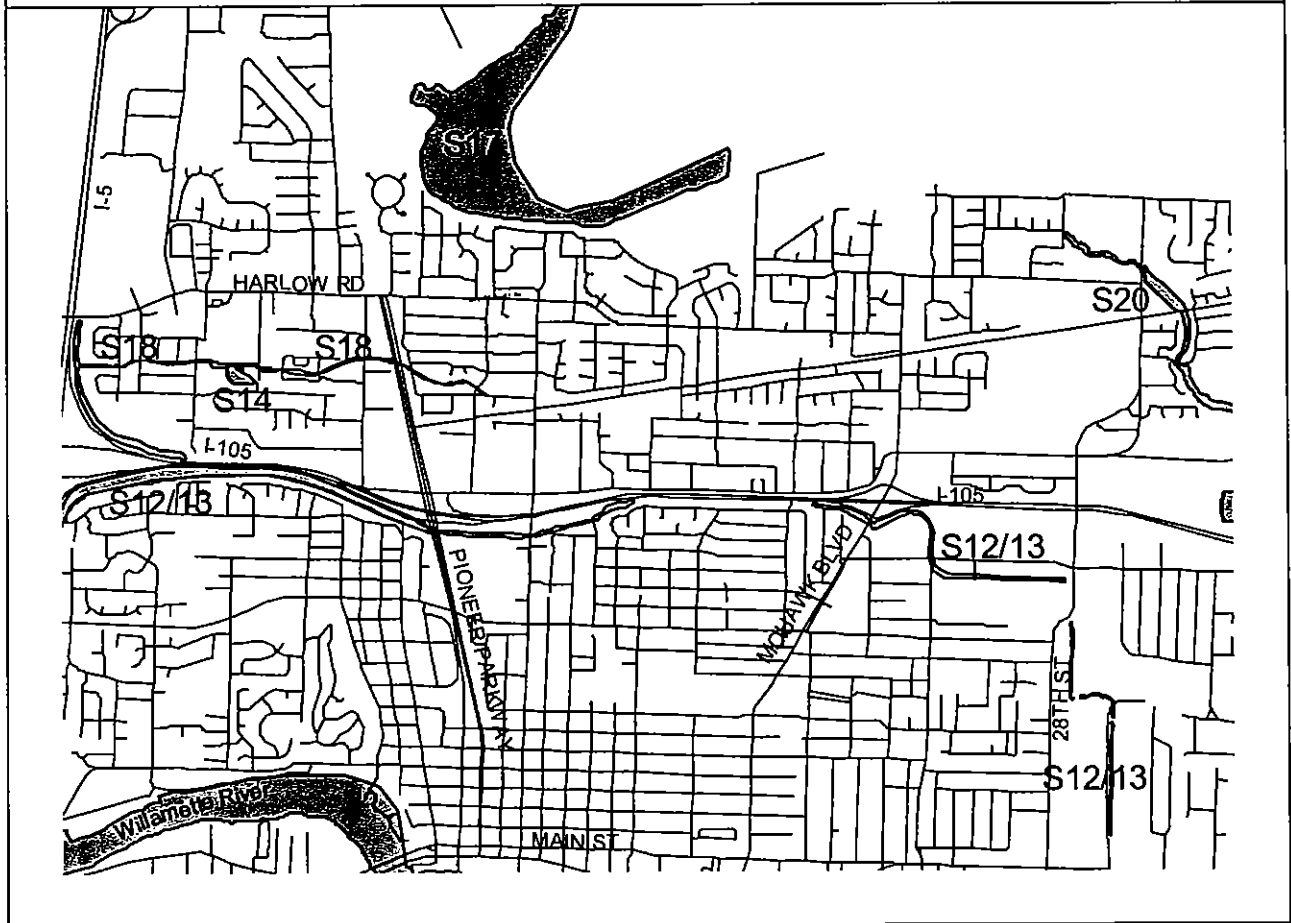 S17
I-5
HARLOW RD
S20
S18
S18
S14
I-105
S12/13
I-105
S12/13
PIONEER PARKWAY
MOHAWK BLVD
28TH ST
S12/13
Willamette River
MAIN ST